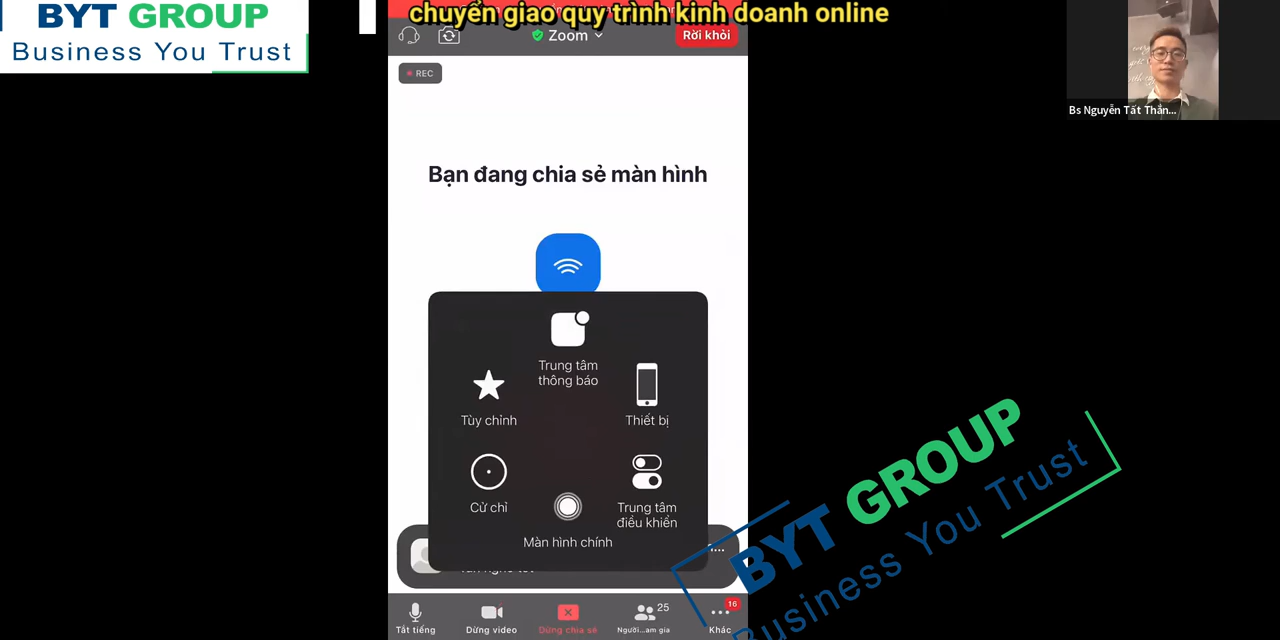 BYT GROUP
Business You Trust
chuyển giao quy trình kinh doanh online
Zoom
Rời khỏi
REC
Bs Nguyễn Tất Thắn...
Bạn đang chia sẻ màn hình
Trung tâm
thông báo
Tùy chỉnh
Thiết bị
Cử chỉ
Trung tâm
điều khiển
Màn hình chính
BYT GROUP
Business You Trust
Tắt tiếng
Dừng video
Dừng chia sẻ
25
Người...am gia
16
Khác